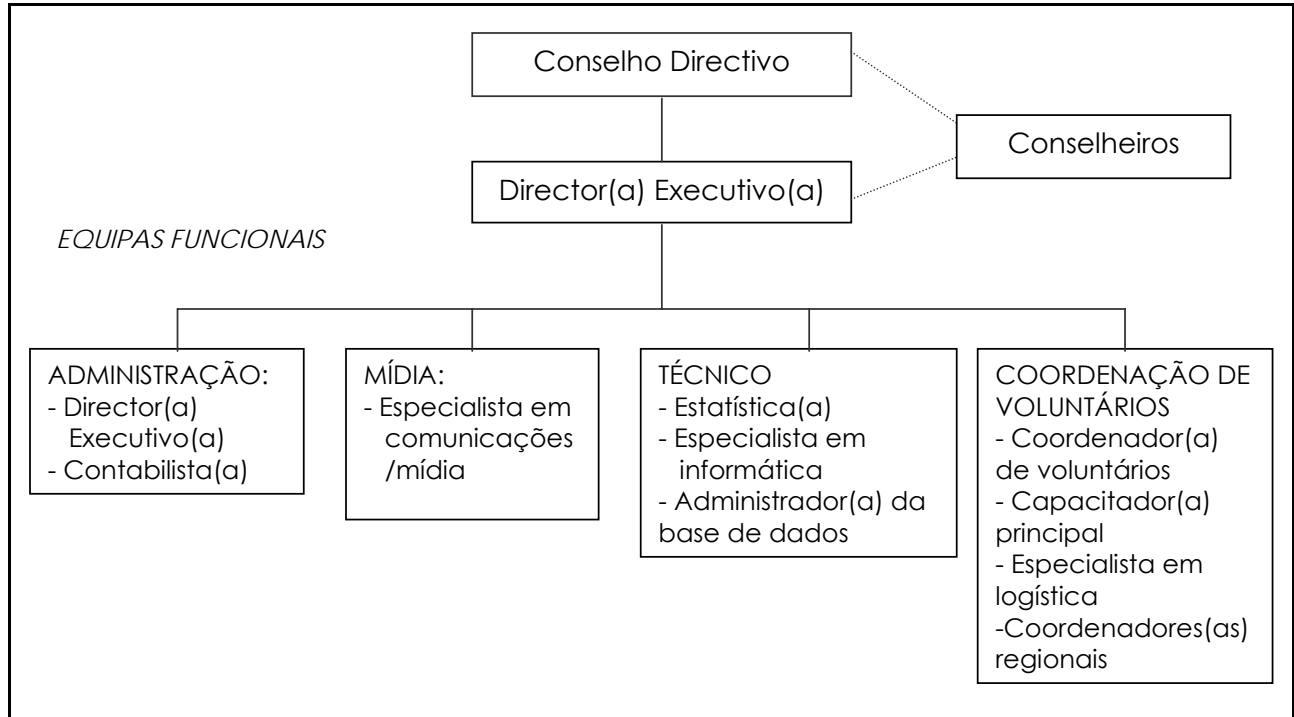 Conselho Directivo
Conselheiros
Director(a) Executivo(a)
EQUIPAS FUNCIONAIS
ADMINISTRAÇÃO:
- Director(a)
Executivo(a)
- Contabilista(a)
MÍDIA:
- Especialista em
comunicações
/mídia
TÉCNICO
- Estatística(a)
- Especialista em
informática
- Administrador(a) da
base de dados
COORDENAÇÃO DE
VOLUNTÁRIOS
- Coordenador(a)
de voluntários
- Capacitador(a)
principal
- Especialista em
logística
-Coordenadores(as)
regionais